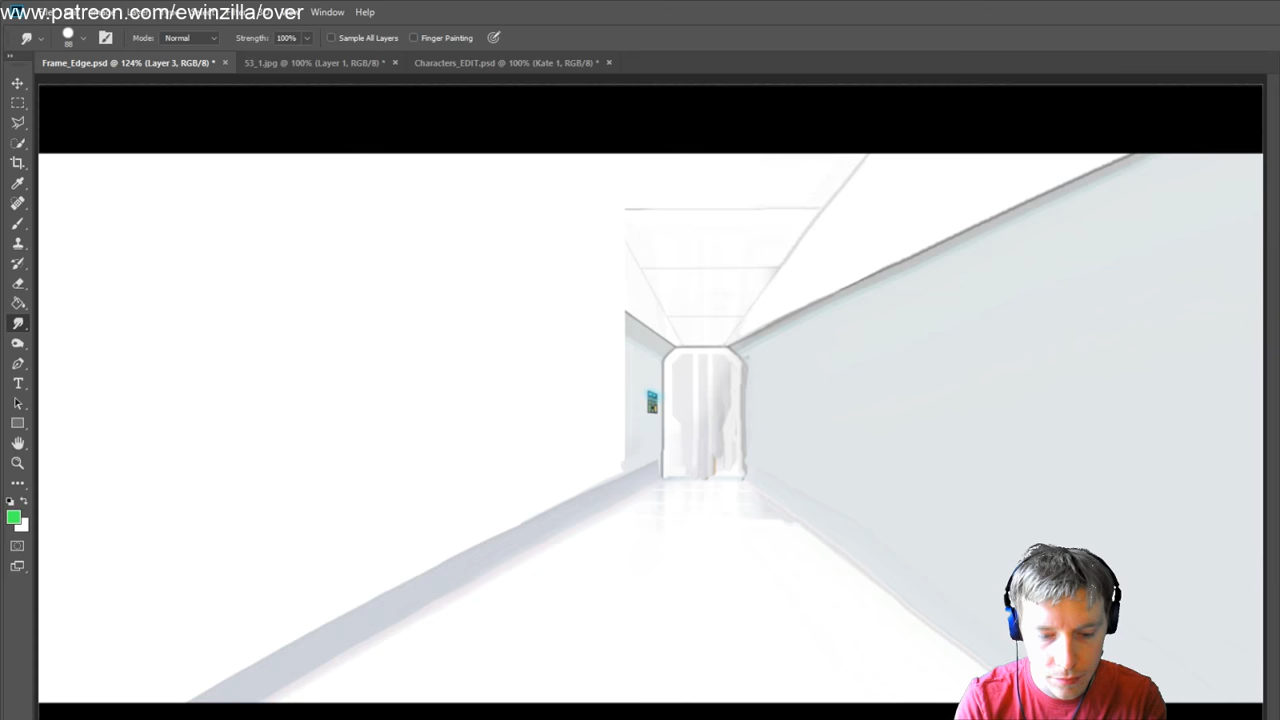 www.patreon.com/ewinzilla/over
Window Help
88 Mode: Normal Strength: 100% Sample All Layers Finger Painting
Frame_Edge.psd @ 124% (Layer 3, RGB/8) * × 53_1.jpg @ 100% (Layer 1, RGB/8) * × Characters_EDIT.psd @ 100% (Kate 1, RGB/8) * ×